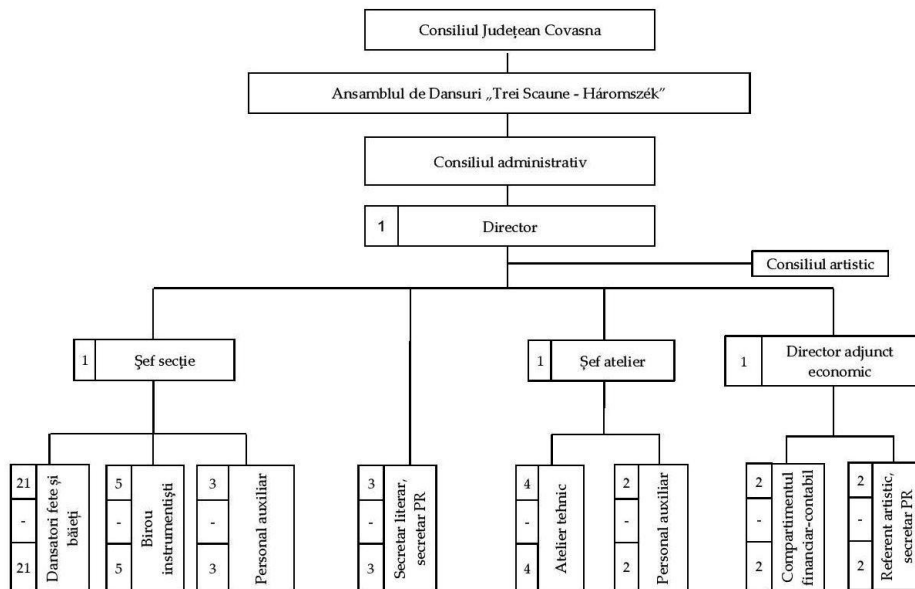 Consiliul Județean Covasna
Ansamblul de Dansuri „Trei Scaune - Háromszék”
Consiliul administrativ
1 Director
Consiliul artistic
1 Şef secţie
1 Șef atelier
1 Director adjunct
economic
21 - 21
Dansatori fete și
băieți
5 - 5
Birou
instrumentiști
3 - 3
Personal auxiliar
3 - 3
Secretar literar,
secretar PR
4 - 4
Atelier tehnic
2 - 2
Personal auxiliar
2 - 2
Compartimentul
financiar-contabil
2 - 2
Referent artistic,
secretar PR